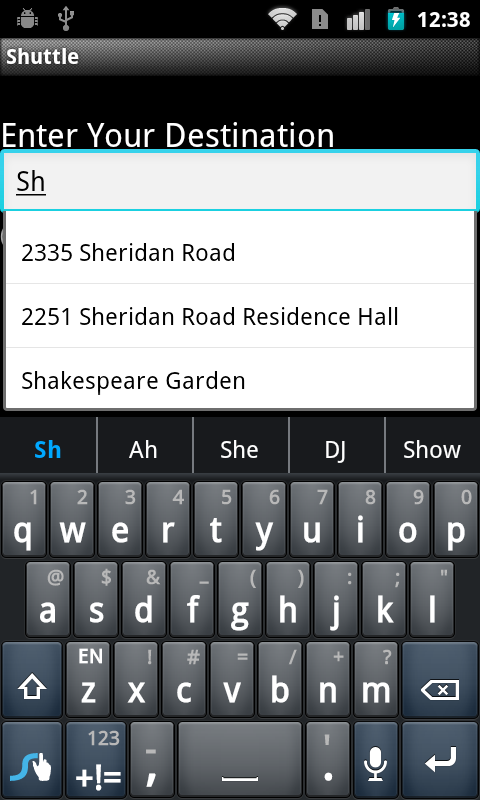 12:38
Shuttle
Enter Your Destination
Sh
2335 Sheridan Road
2251 Sheridan Road Residence Hall
Shakespeare Garden
Sh Ah She DJ Show
1 2 3 4 5 6 7 8 9 0
q w e r t y u i o p
@ $ & _ ( ) : ; "
a s d f g h j k l
EN ! # = / + ?
z x c v b n m
123 - '
+!= , .